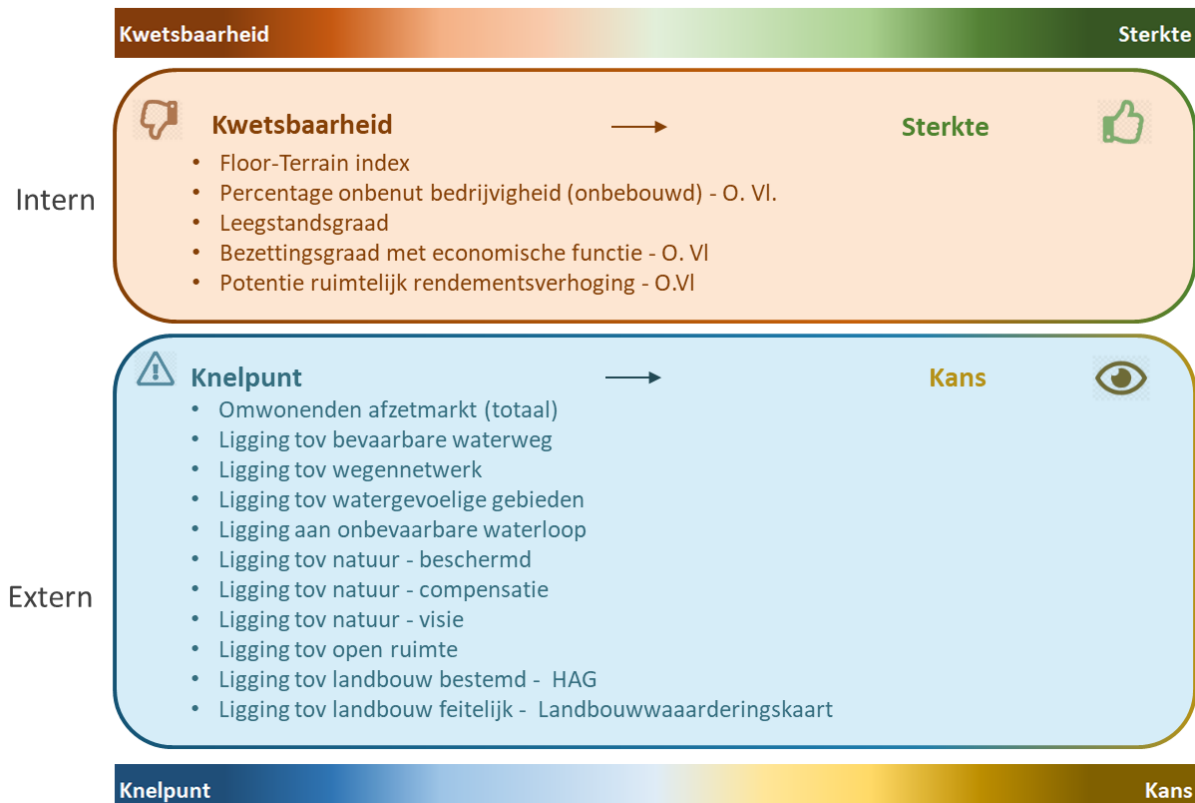 Kwetsbaarheid Sterkte
Kwetsbaarheid → Sterkte
• Floor-Terrain index
• Percentage onbenut bedrijvigheid (onbebouwd) - O. Vl.
Intern
• Leegstandsgraad
• Bezettingsgraad met economische functie - O. Vl
• Potentie ruimtelijk rendementsverhoging - O.Vl
Knelpunt → Kans
• Omwonenden afzetmarkt (totaal)
• Ligging tov bevaarbare waterweg
• Ligging tov wegennetwerk
• Ligging tov watergevoelige gebieden
• Ligging aan onbevaarbare waterloop
• Ligging tov natuur - beschermd
Extern
• Ligging tov natuur - compensatie
• Ligging tov natuur - visie
• Ligging tov open ruimte
• Ligging tov landbouw bestemd - HAG
• Ligging tov landbouw feitelijk - Landbouwwaaarderingskaart
Knelpunt Kans